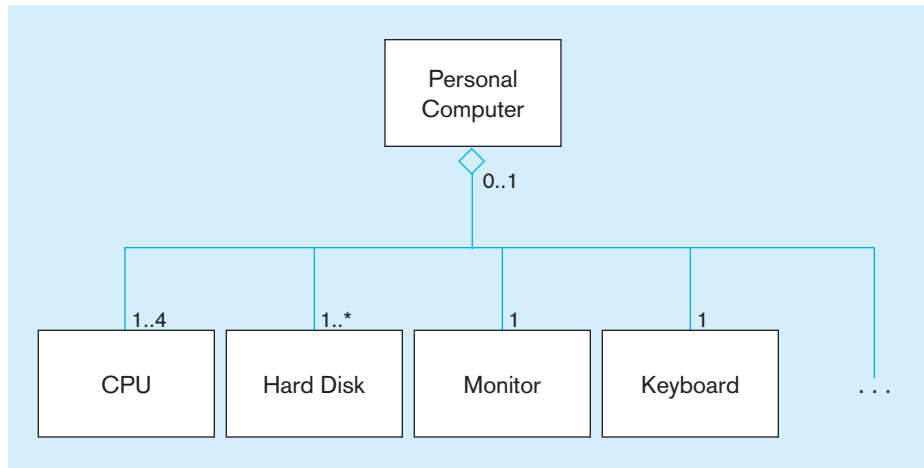 Personal
Computer
0..1
1..4
1..*
1
1
CPU
Hard Disk
Monitor
Keyboard
. . .